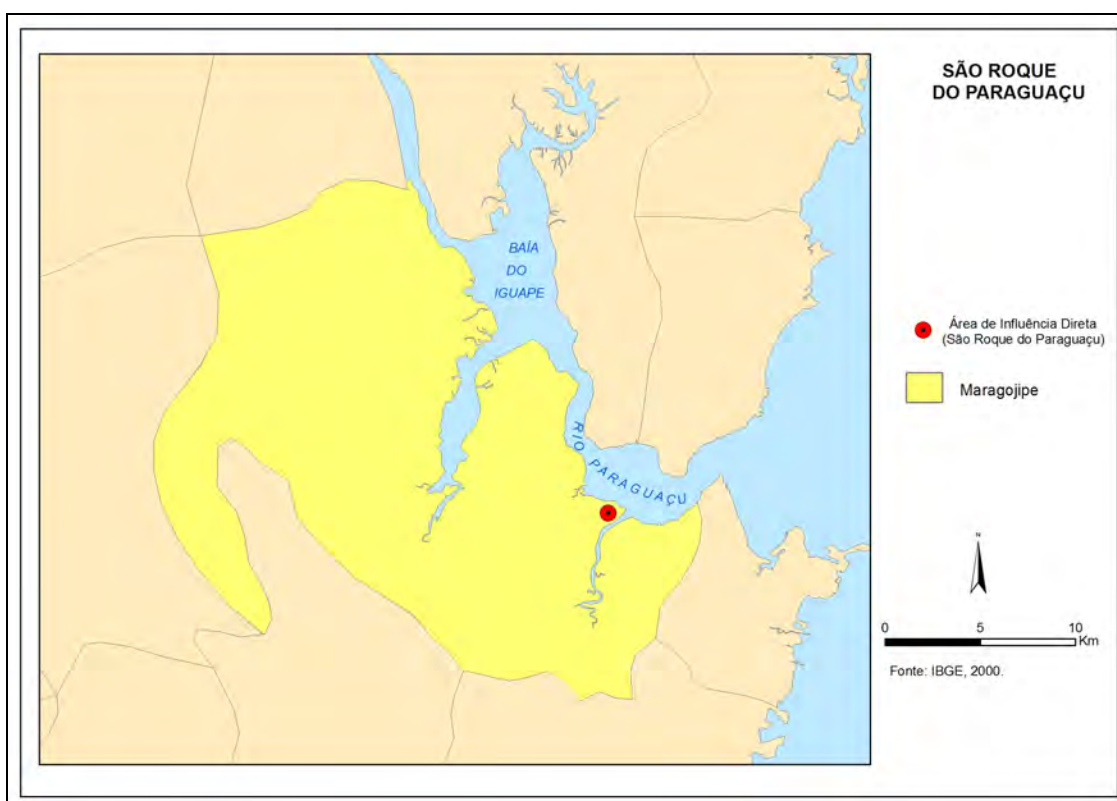 SÃO ROQUE
DO PARAGUAÇU
BAÍA
DO
IGUAPE
RIO PARAGUAÇU
Área de Influência Direta
(São Roque do Paraguaçu)
Maragojipe
N
0 5 10
Km
Fonte: IBGE, 2000.